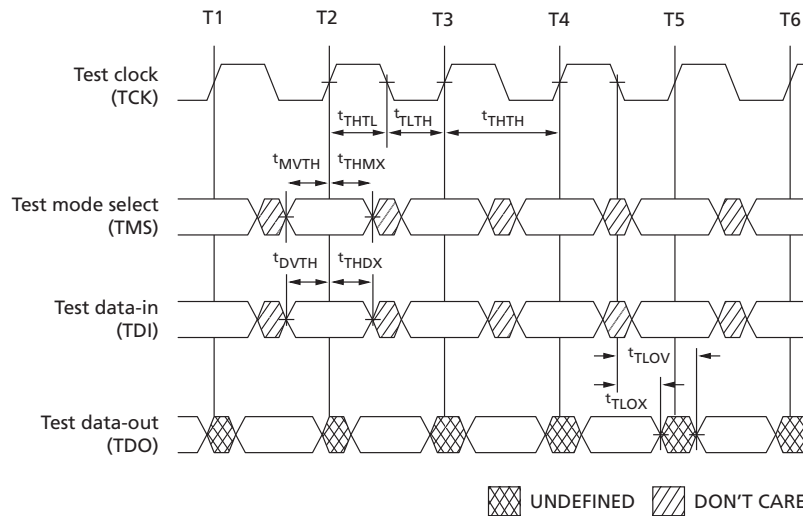 T1 T2 T3 T4 T5 T6
Test clock
(TCK)
tTHTL tTLTH tTHTH
tMVTH tTHMX
Test mode select
(TMS)
tDVTH tTHDX
Test data-in
(TDI)
tTLOV
tTLOX
Test data-out
(TDO)
UNDEFINED DON'T CARE